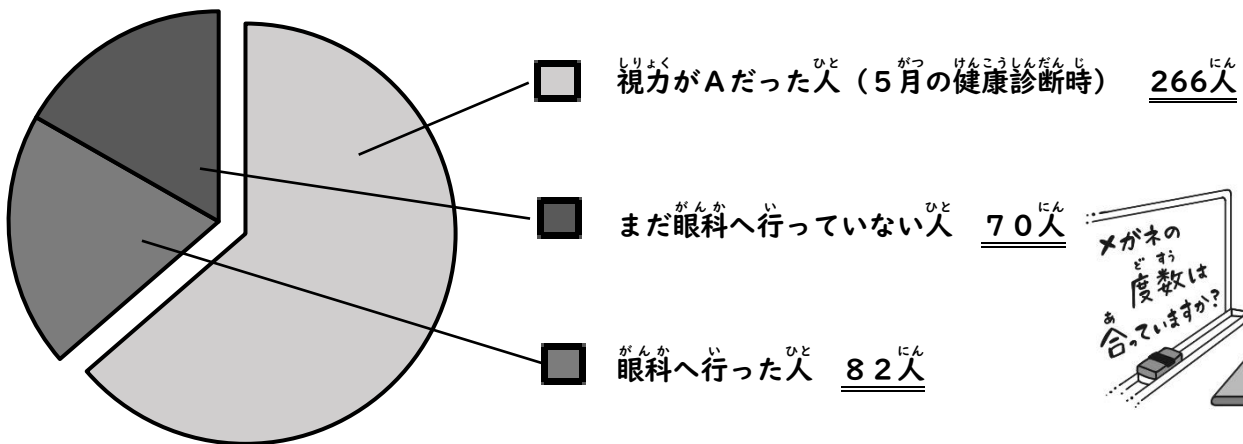 視力がAだった人（５月の健康診断時）　266人
まだ眼科へ行っていない人　７０人
眼科へ行った人　８２人
メガネの
度数は
合っていますか？